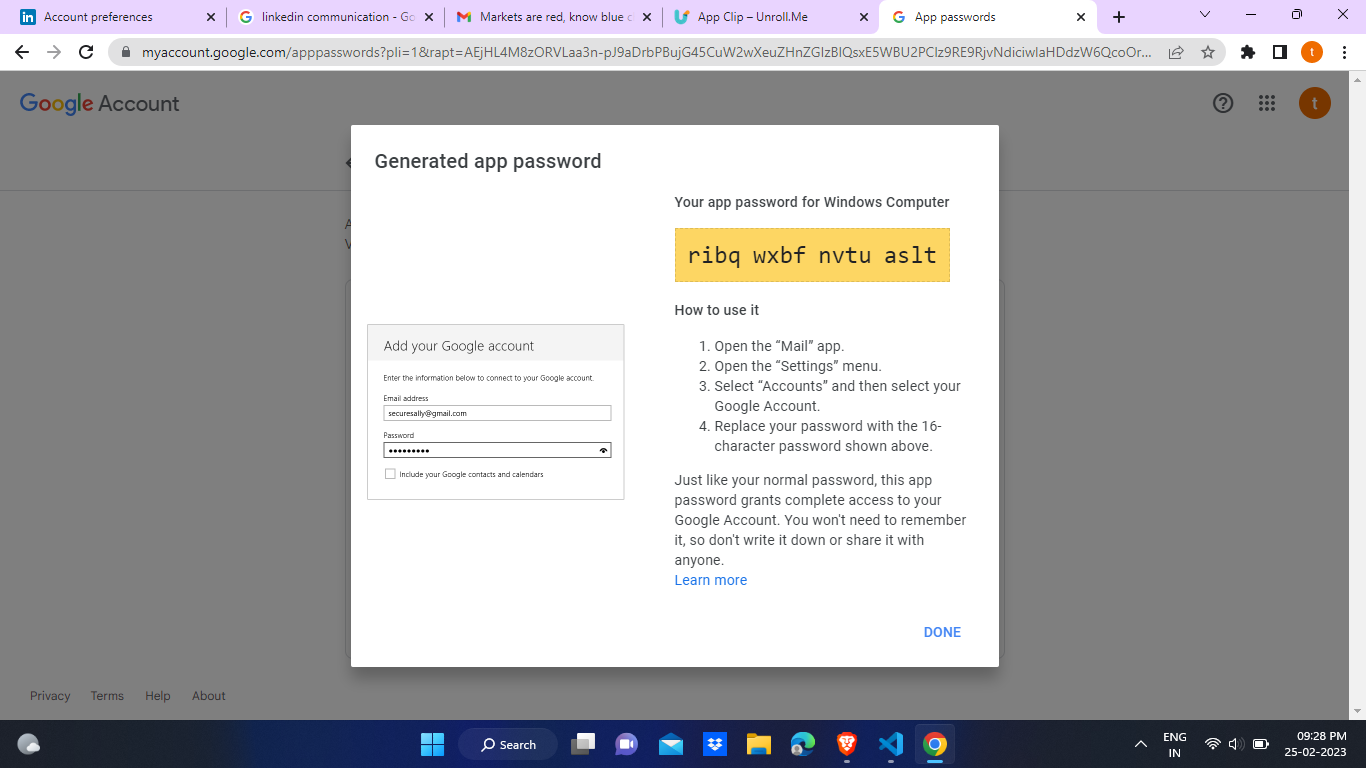 Account preferences
linkedin communication - Go
Markets are red, know blue c
App Clip – Unroll.Me
App passwords
myaccount.google.com/apppasswords?pli=1&rapt=AEjHL4M8zORVLaa3n-pJ9aDrbPBujG45CuW2wXeuZHnZGIzBlQsxE5WBU2PClz9RE9RjvNdiciwlaHDdzW6QcoOr...
t
Google Account
t
Generated app password
Your app password for Windows Computer
ribq wxbf nvtu aslt
How to use it
1. Open the “Mail” app.
2. Open the “Settings” menu.
3. Select “Accounts” and then select your
Google Account.
4. Replace your password with the 16-
character password shown above.
Just like your normal password, this app
password grants complete access to your
Google Account. You won't need to remember
it, so don't write it down or share it with
anyone.
Learn more
Add your Google account
Enter the information below to connect to your Google account.
Email address
securesally@gmail.com
Password
•••••••••
Include your Google contacts and calendars
DONE
Privacy Terms Help About
Search
ENG
IN
09:28 PM
25-02-2023